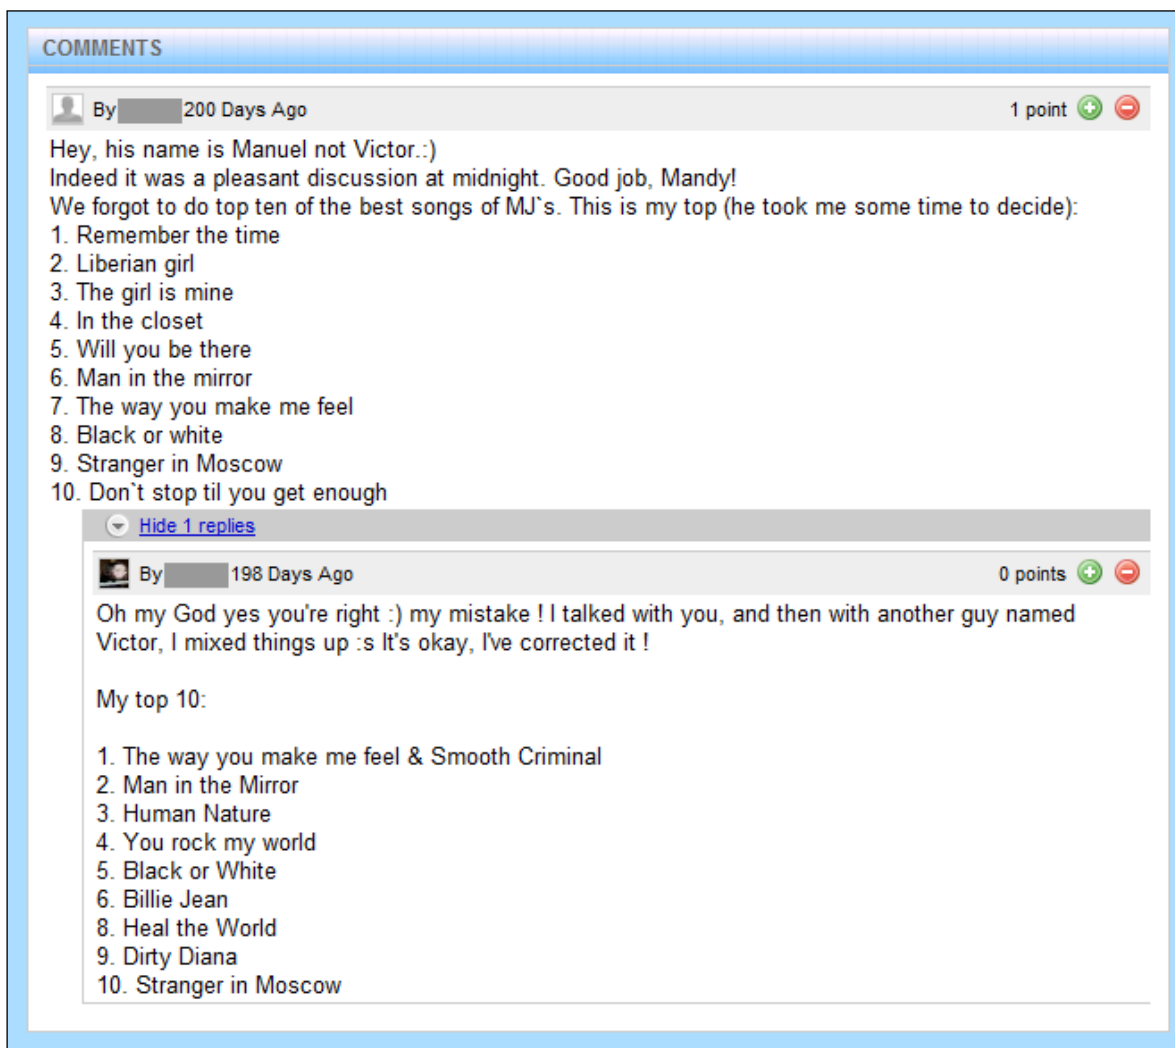 COMMENTS
By 200 Days Ago 1 point
Hey, his name is Manuel not Victor.:)
Indeed it was a pleasant discussion at midnight. Good job, Mandy!
We forgot to do top ten of the best songs of MJ`s. This is my top (he took me some time to decide):
1. Remember the time
2. Liberian girl
3. The girl is mine
4. In the closet
5. Will you be there
6. Man in the mirror
7. The way you make me feel
8. Black or white
9. Stranger in Moscow
10. Don`t stop til you get enough
Hide 1 replies
By 198 Days Ago 0 points
Oh my God yes you're right :) my mistake ! I talked with you, and then with another guy named
Victor, I mixed things up :s It's okay, I've corrected it !
My top 10:
1. The way you make me feel & Smooth Criminal
2. Man in the Mirror
3. Human Nature
4. You rock my world
5. Black or White
6. Billie Jean
8. Heal the World
9. Dirty Diana
10. Stranger in Moscow